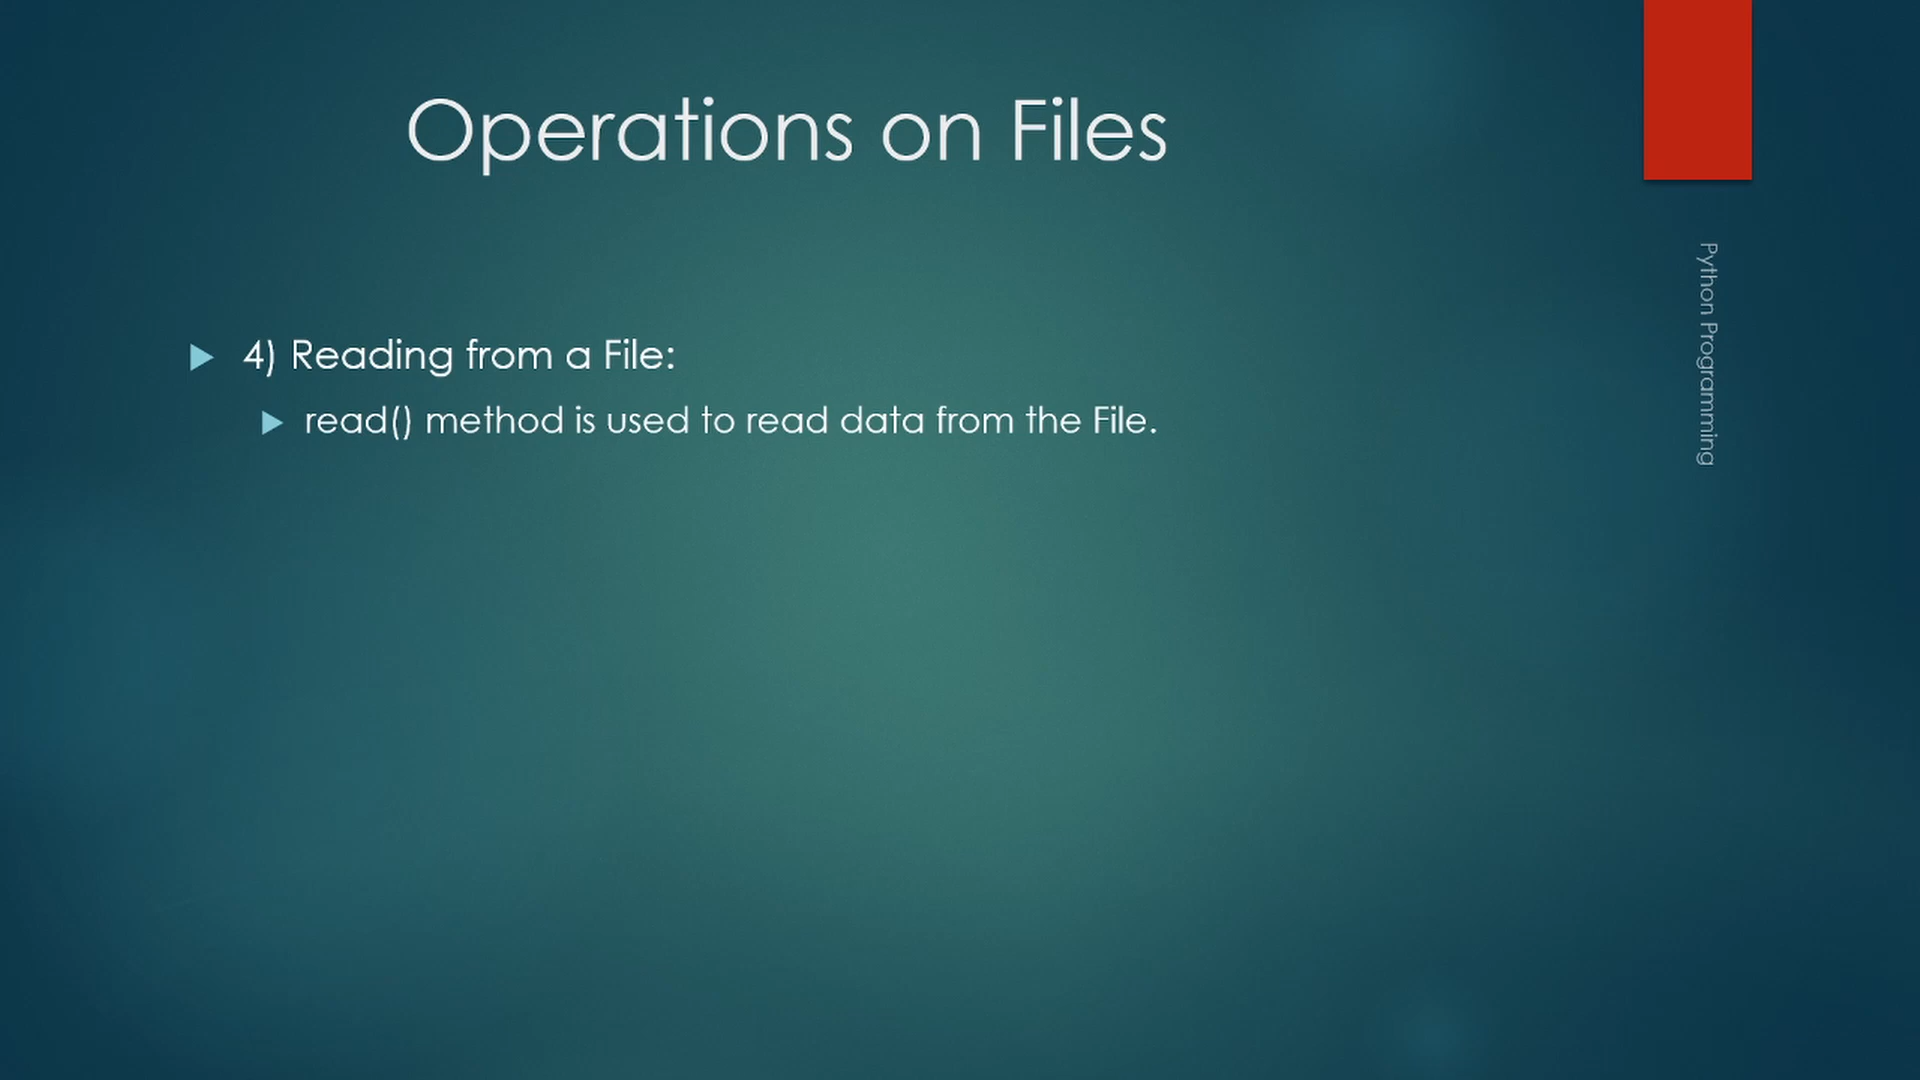 Operations on Files
4) Reading from a File:
read() method is used to read data from the File.
Python Programming